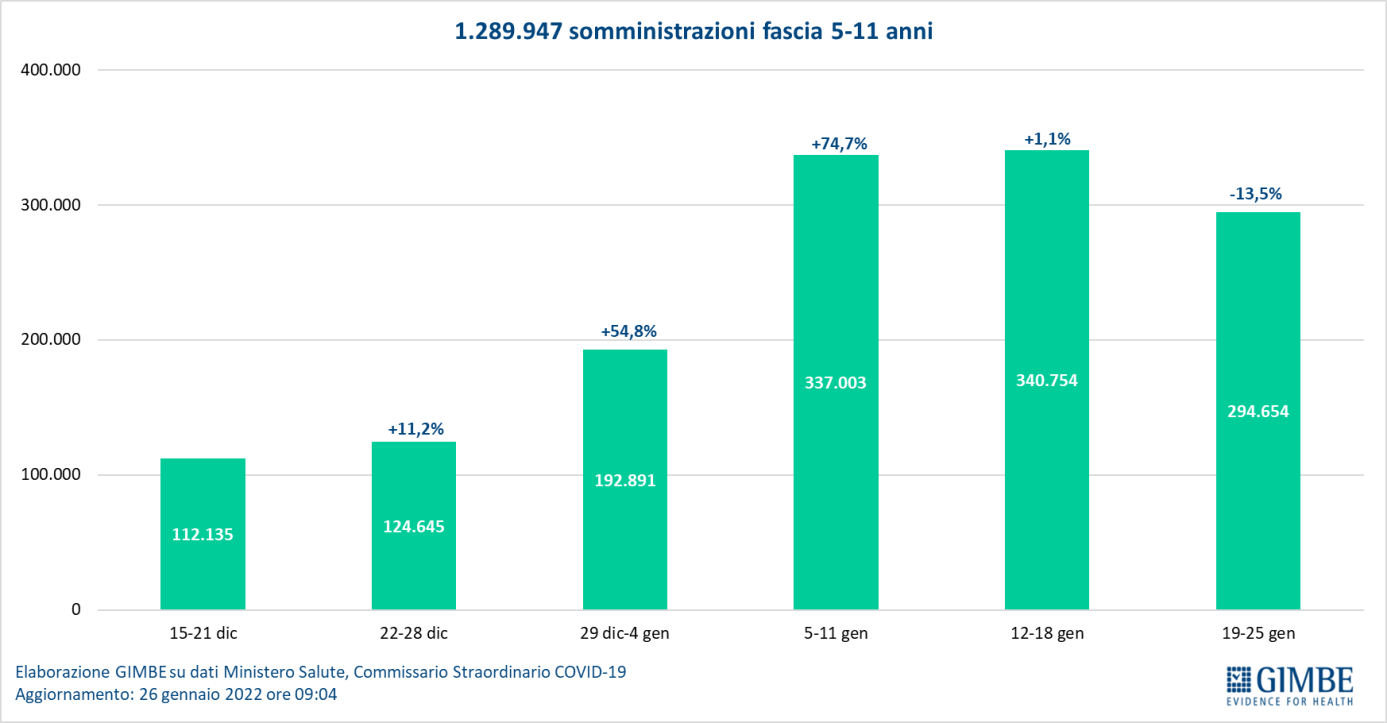 1.289.947 somministrazioni fascia 5-11 anni
400.000
300.000
200.000
100.000
0
+11,2%
+54,8%
+74,7%
+1,1%
-13,5%
112.135
124.645
192.891
337.003
340.754
294.654
15-21 dic
22-28 dic
29 dic-4 gen
5-11 gen
12-18 gen
19-25 gen
Elaborazione GIMBE su dati Ministero Salute, Commissario Straordinario COVID-19
Aggiornamento: 26 gennaio 2022 ore 09:04
GIMBE
EVIDENCE FOR HEALTH